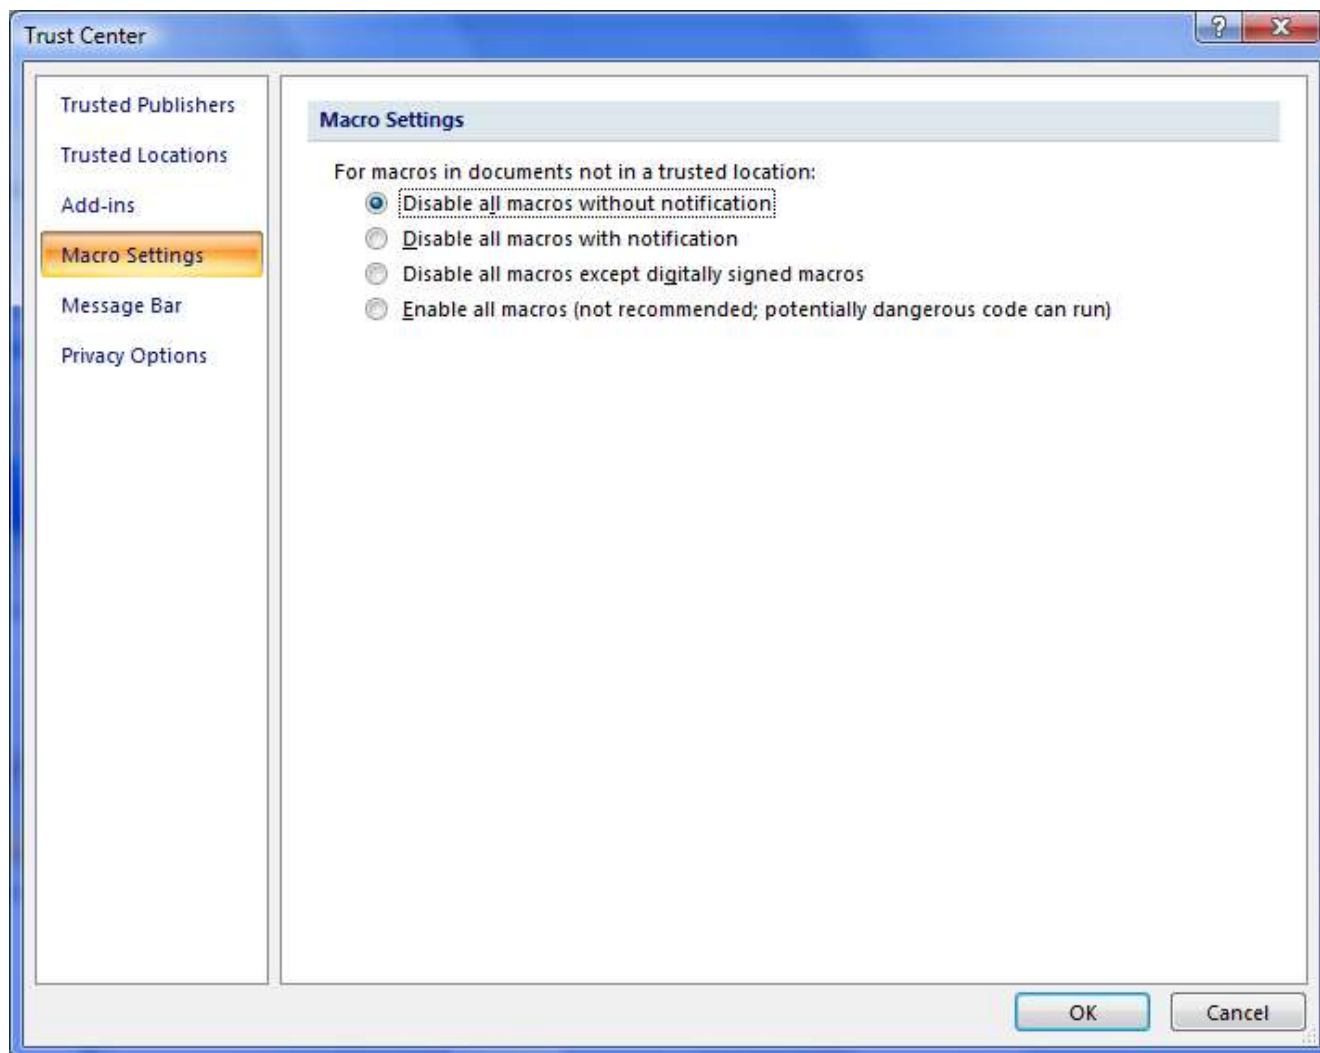 Trust Center
Trusted Publishers
Trusted Locations
Add-ins
Macro Settings
Message Bar
Privacy Options
Macro Settings
For macros in documents not in a trusted location:
Disable all macros without notification
Disable all macros with notification
Disable all macros except digitally signed macros
Enable all macros (not recommended; potentially dangerous code can run)
OK
Cancel